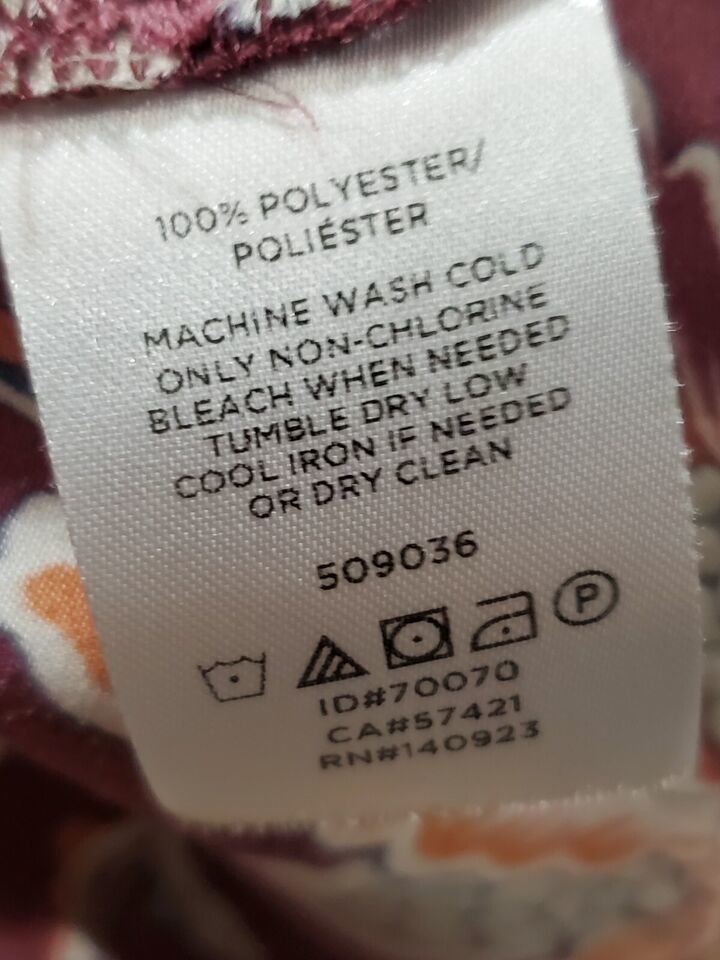 100% POLYESTER/
POLIÉSTER
MACHINE WASH COLD
ONLY NON-CHLORINE
BLEACH WHEN NEEDED
TUMBLE DRY LOW
COOL IRON IF NEEDED
OR DRY CLEAN
509036
P
ID#70070
CA#57421
RN#140923